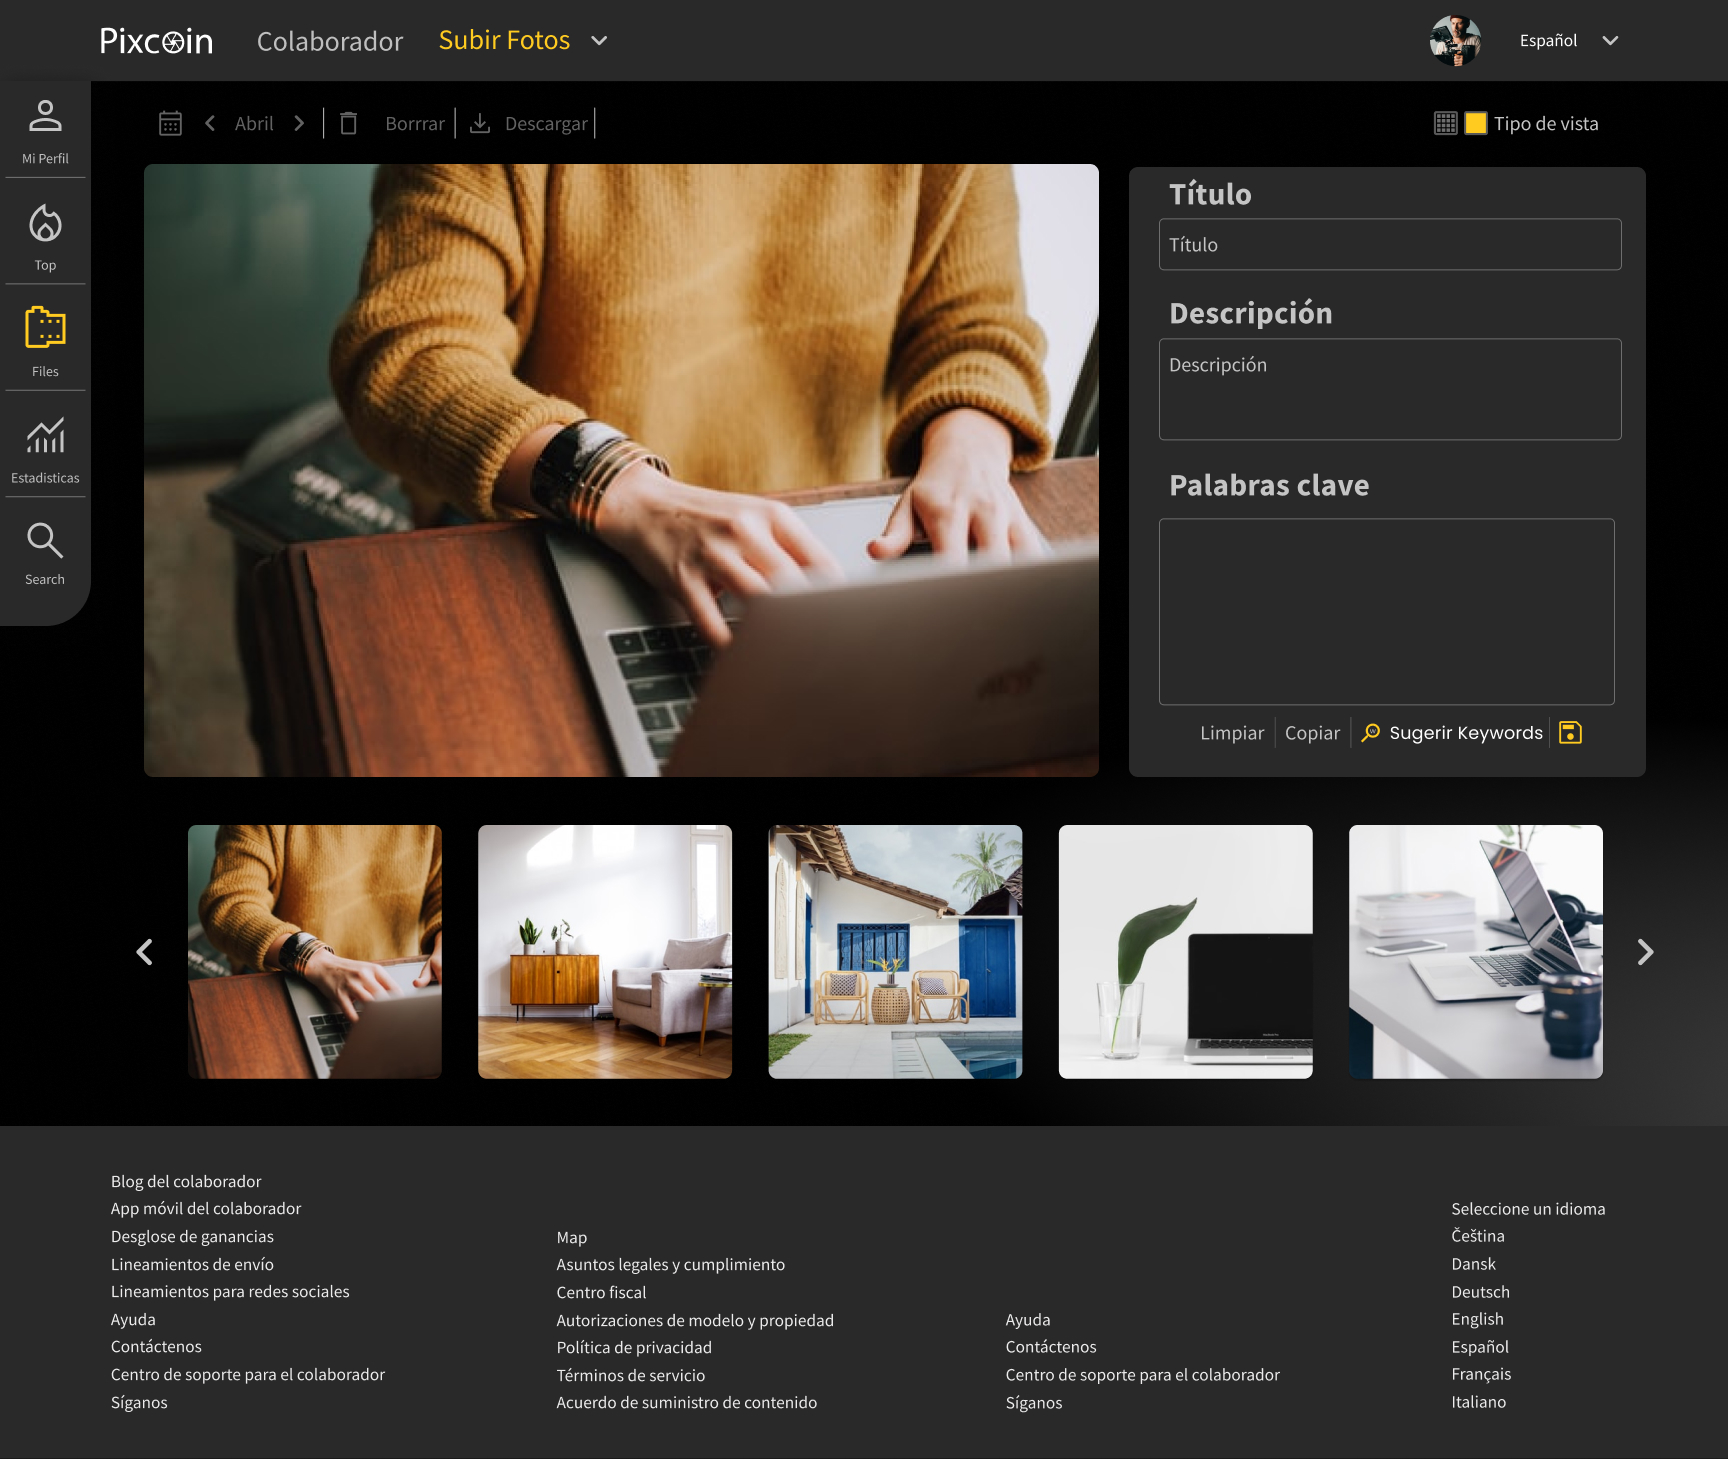 Pixcoin
Colaborador
Subir Fotos
Español
Mi Perfil
Top
Files
Estadisticas
Search
Abril
Borrrar
Descargar
Tipo de vista
Título
Título
Descripción
Descripción
Palabras clave
Limpiar
Copiar
Sugerir Keywords
Blog del colaborador
App móvil del colaborador
Desglose de ganancias
Lineamientos de envío
Lineamientos para redes sociales
Ayuda
Contáctenos
Centro de soporte para el colaborador
Síganos
Map
Asuntos legales y cumplimiento
Centro fiscal
Autorizaciones de modelo y propiedad
Política de privacidad
Términos de servicio
Acuerdo de suministro de contenido
Ayuda
Contáctenos
Centro de soporte para el colaborador
Síganos
Seleccione un idioma
Čeština
Dansk
Deutsch
English
Español
Français
Italiano